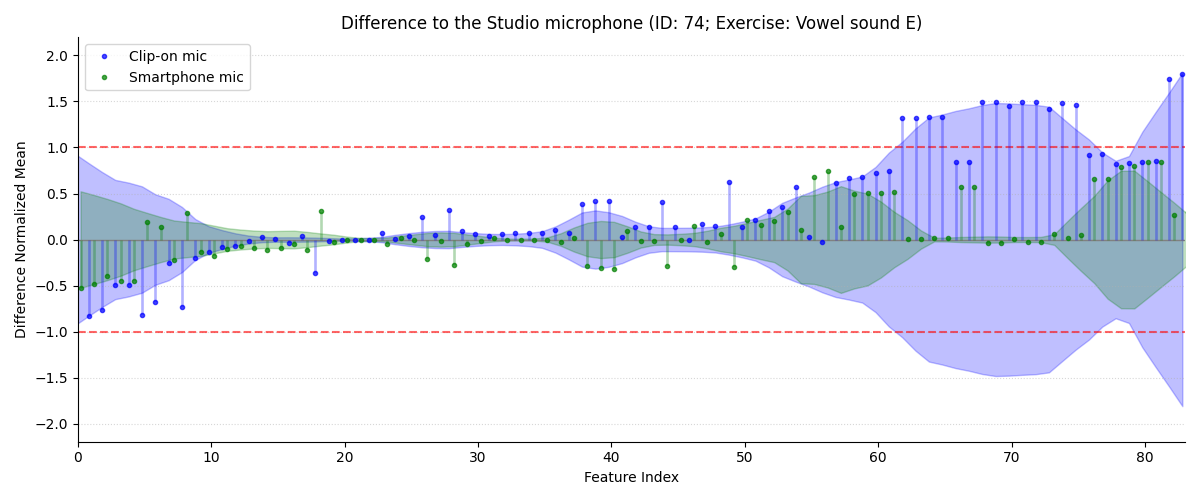 Difference to the Studio microphone (ID: 74; Exercise: Vowel sound E)
Clip-on mic
Smartphone mic
Difference Normalized Mean
2.0
1.5
1.0
0.5
0.0
−0.5
−1.0
−1.5
−2.0
0 10 20 30 40 50 60 70 80
Feature Index